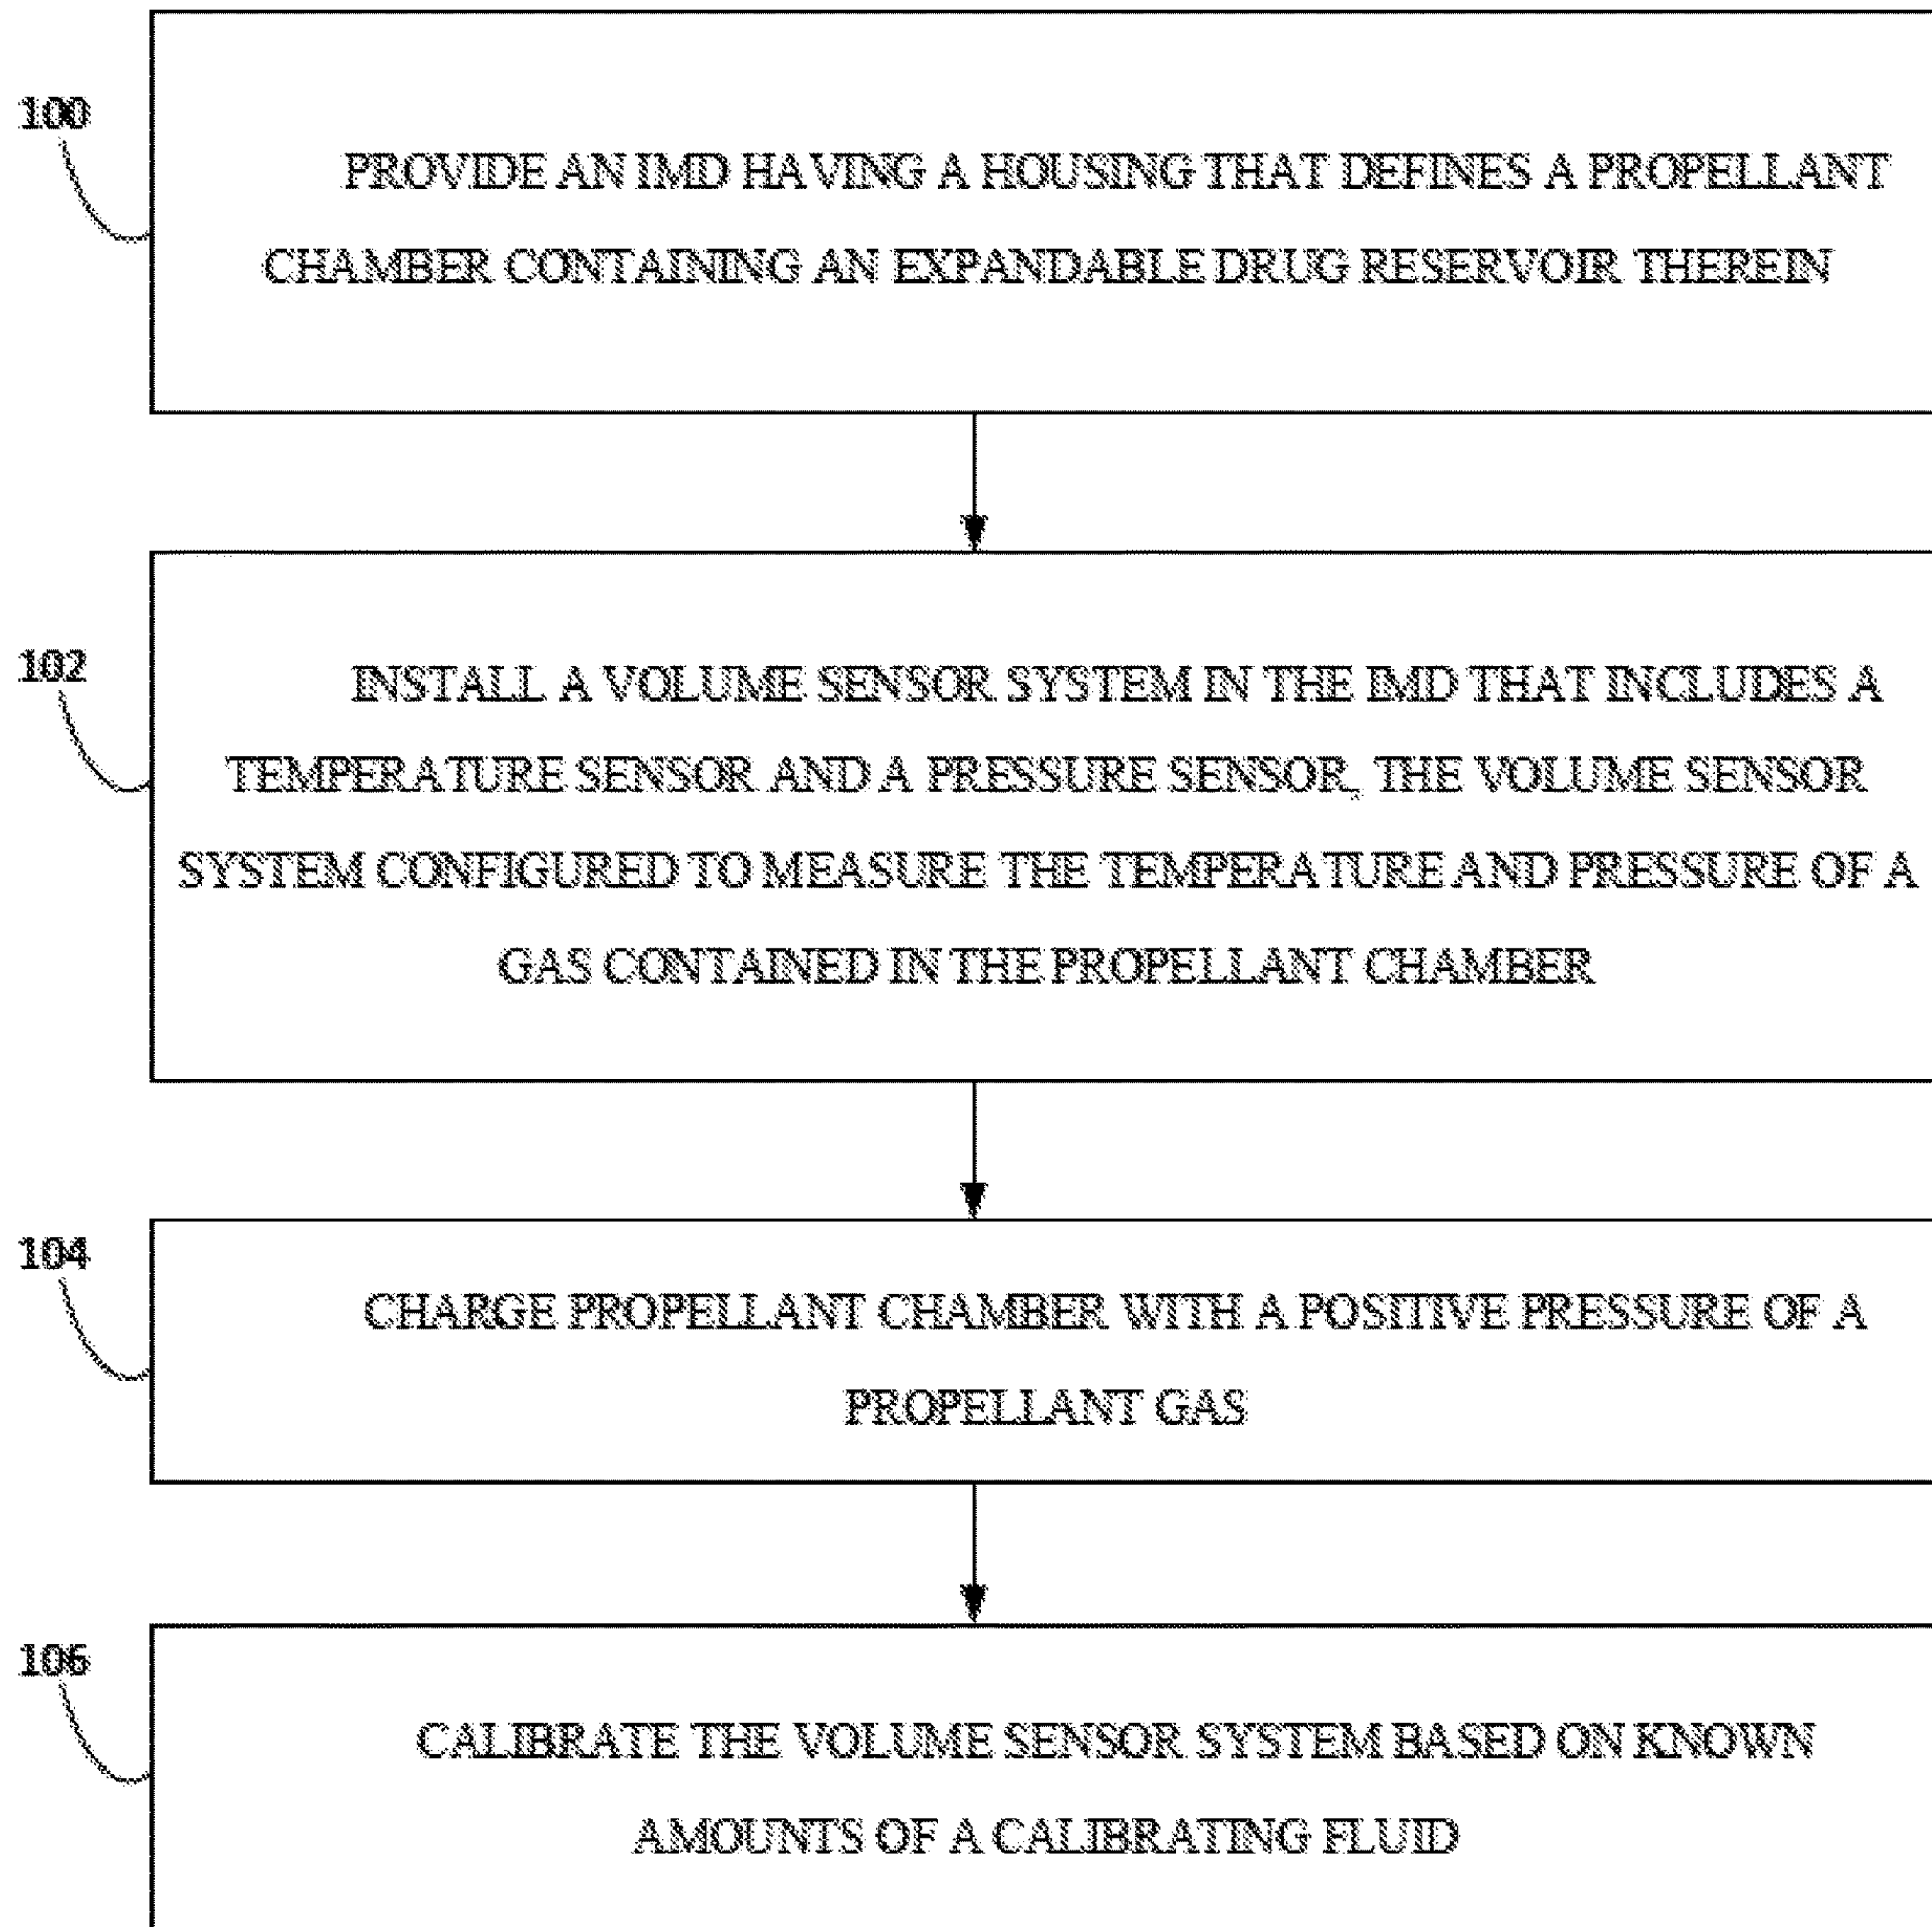 100
PROVIDE AN IMD HAVING A HOUSING THAT DEFINES A PROPELLANT
CHAMBER CONTAINING AN EXPANDABLE DRUG RESERVOIR THEREIN
102
INSTALL A VOLUME SENSOR SYSTEM IN THE IMD THAT INCLUDES A
TEMPERATURE SENSOR AND A PRESSURE SENSOR, THE VOLUME SENSOR
SYSTEM CONFIGURED TO MEASURE THE TEMPERATURE AND PRESSURE OF A
GAS CONTAINED IN THE PROPELLANT CHAMBER
104
CHARGE PROPELLANT CHAMBER WITH A POSITIVE PRESSURE OF A
PROPELLANT GAS
106
CALIBRATE THE VOLUME SENSOR SYSTEM BASED ON KNOWN
AMOUNTS OF A CALIBRATING FLUID